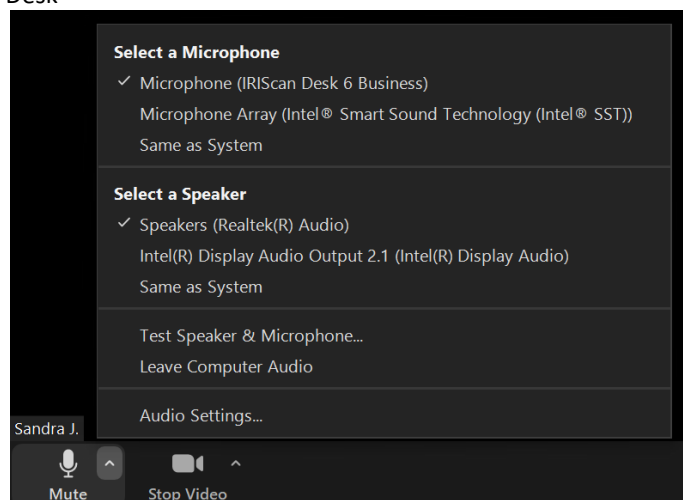 Desk
Select a Microphone
✓ Microphone (IRIScan Desk 6 Business)
Microphone Array (Intel® Smart Sound Technology (Intel® SST))
Same as System
Select a Speaker
✓ Speakers (Realtek(R) Audio)
Intel(R) Display Audio Output 2.1 (Intel(R) Display Audio)
Same as System
Test Speaker & Microphone...
Leave Computer Audio
Audio Settings...
Sandra J.
Mute Stop Video